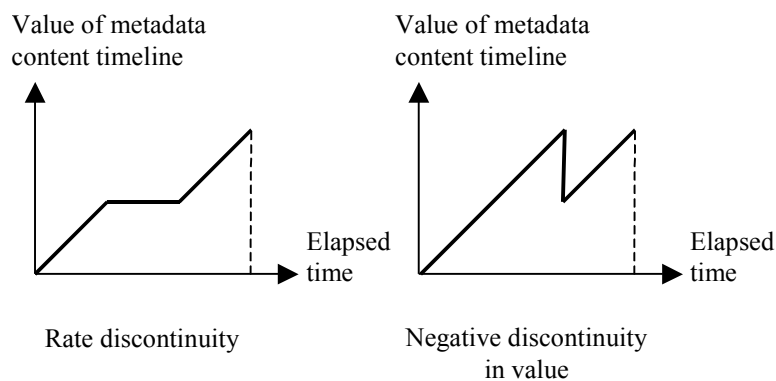 Value of metadata
content timeline
Elapsed
time
Rate discontinuity
Value of metadata
content timeline
Elapsed
time
Negative discontinuity
in value